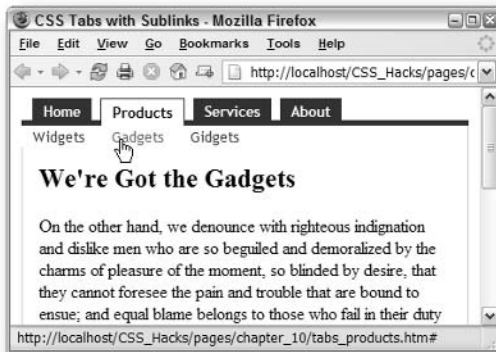 CSS Tabs with Sublinks - Mozilla Firefox
File Edit View Go Bookmarks Tools Help
http://localhost/CSS_Hacks/pages/c
Home Products Services About
Widgets Gadgets Gidgets
We're Got the Gadgets
On the other hand, we denounce with righteous indignation
and dislike men who are so beguiled and demoralized by the
charms of pleasure of the moment, so blinded by desire, that
they cannot foresee the pain and trouble that are bound to
ensue; and equal blame belongs to those who fail in their duty
http://localhost/CSS_Hacks/pages/chapter_10/tabs_products.htm#